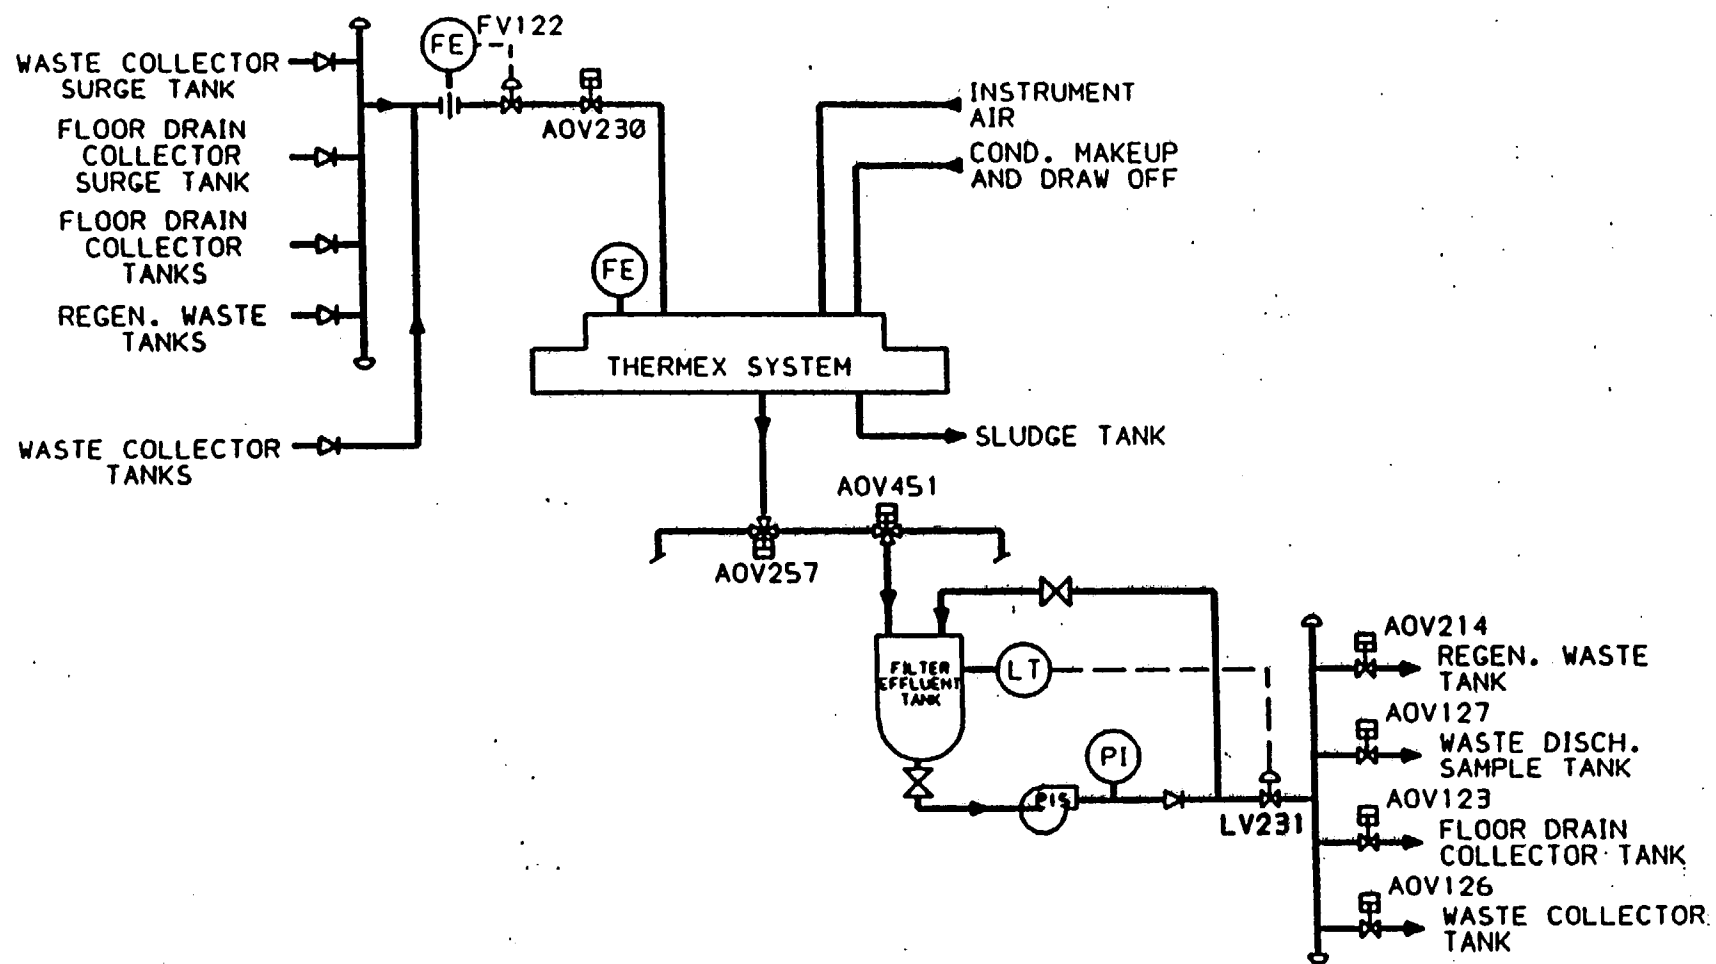 FE
FV122
WASTE COLLECTOR
SURGE TANK
AOV230
INSTRUMENT
AIR
FLOOR DRAIN
COLLECTOR
SURGE TANK
COND. MAKEUP
AND DRAW OFF
FLOOR DRAIN
COLLECTOR
TANKS
FE
REGEN. WASTE
TANKS
THERMEX SYSTEM
WASTE COLLECTOR
TANKS
SLUDGE TANK
AOV451
AOV257
AOV214
REGEN. WASTE
TANK
FILTER
EFFLUENT
TANK
LT
AOV127
WASTE DISCH.
SAMPLE TANK
PI
P15
LV231
AOV123
FLOOR DRAIN
COLLECTOR TANK
AOV126
WASTE COLLECTOR
TANK